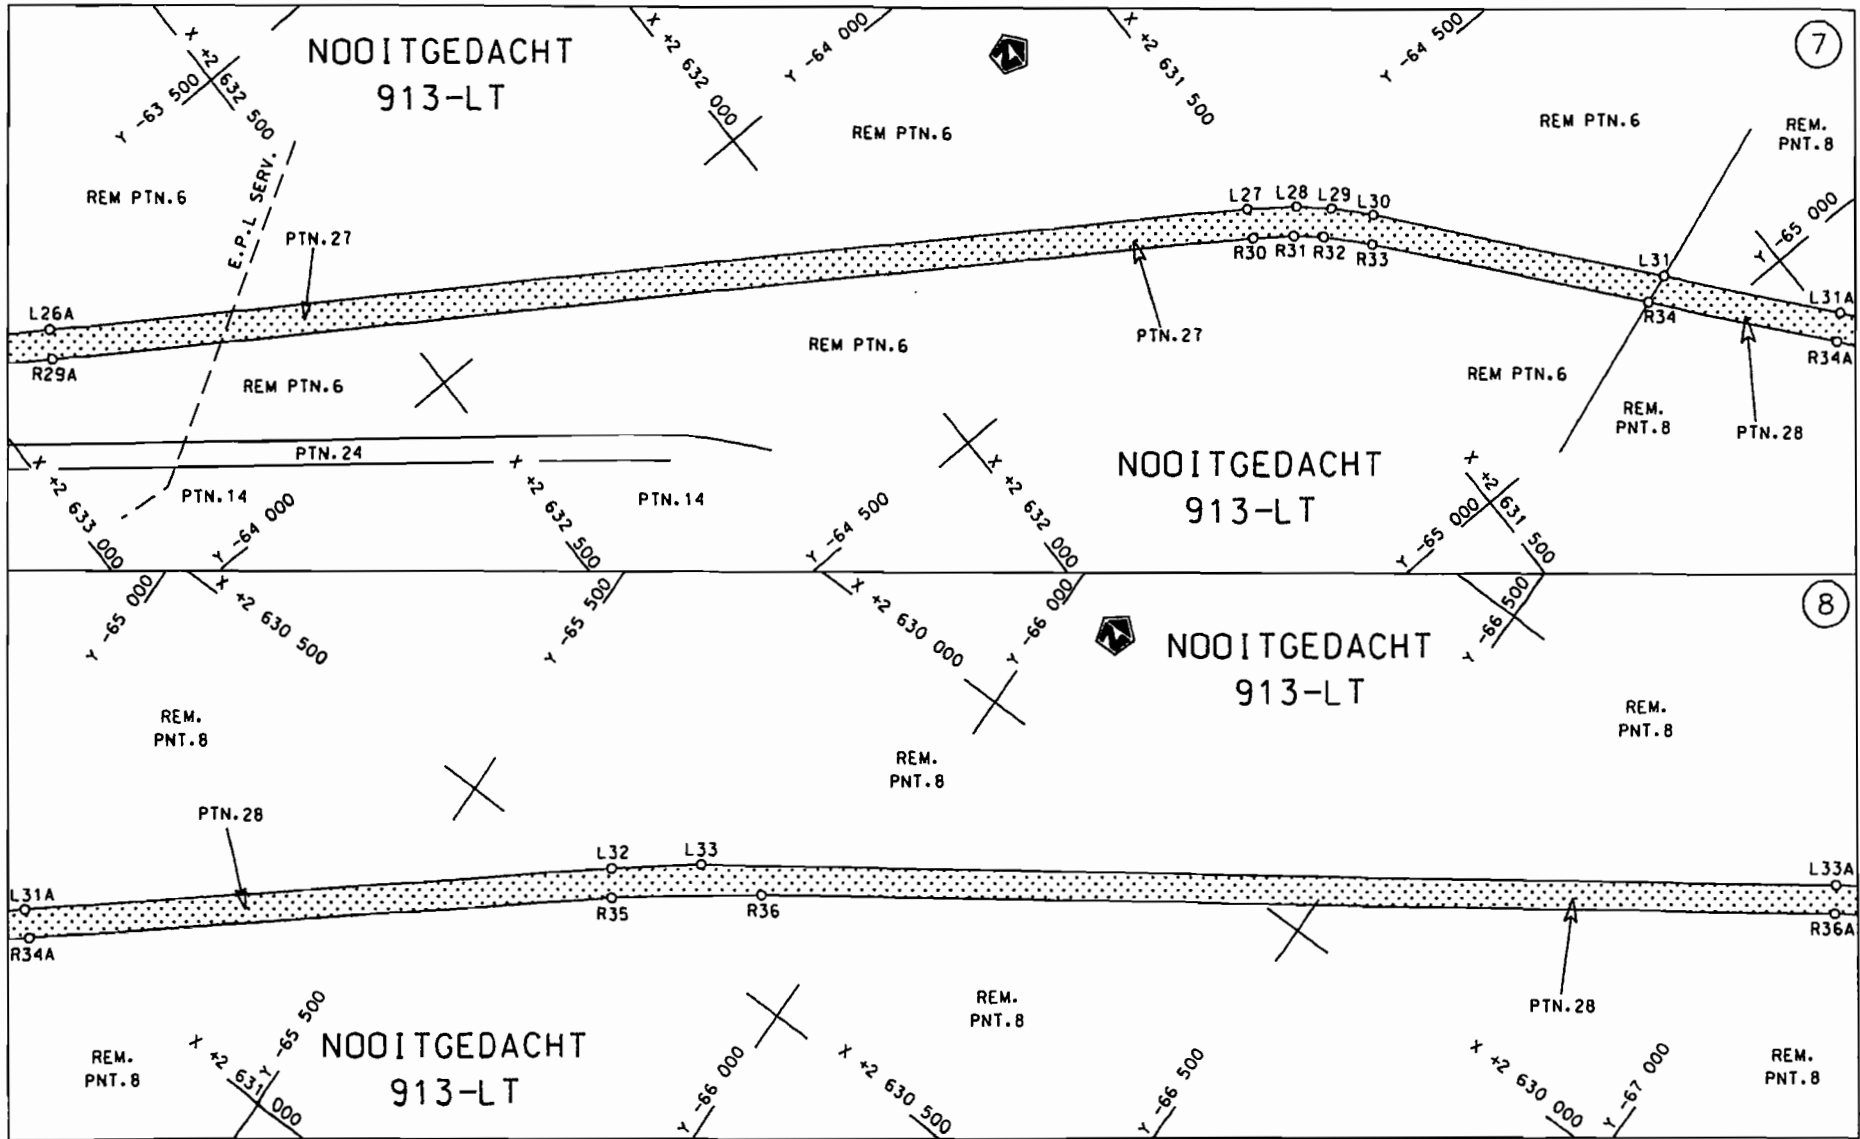 X +2 632 500
Y -63 500
NOOITGEDACHT
913-LT
X +2 632 000
Y -64 000
X +2 631 500
Y -64 500
7
REM PTN.6
REM PTN.6
REM PTN.6
REM.
PNT.8
E.P.L SERV.
PTN.27
L27
L28
L29
L30
Y -65 000
R30
R31
R32
R33
L31
L31A
L26A
R29A
R34
R34A
PTN.27
REM PTN.6
REM PTN.6
REM PTN.6
REM.
PNT.8
PTN.28
PTN.24
PTN.14
PTN.14
NOOITGEDACHT
913-LT
X +2 633 000
Y -64 000
X +2 632 500
Y -64 500
X +2 632 000
Y -65 000
X +2 631 500
8
Y -65 000
X +2 630 500
Y -65 500
X +2 630 000
Y -66 000
NOOITGEDACHT
913-LT
Y -66 500
REM.
PNT.8
REM.
PNT.8
REM.
PNT.8
PTN.28
L31A
L32
L33
L33A
R34A
R35
R36
R36A
PTN.28
REM.
PNT.8
REM.
PNT.8
REM.
PNT.8
X +2 631 000
Y -65 500
NOOITGEDACHT
913-LT
Y -66 000
X +2 630 500
Y -66 500
X +2 630 000
Y -67 000